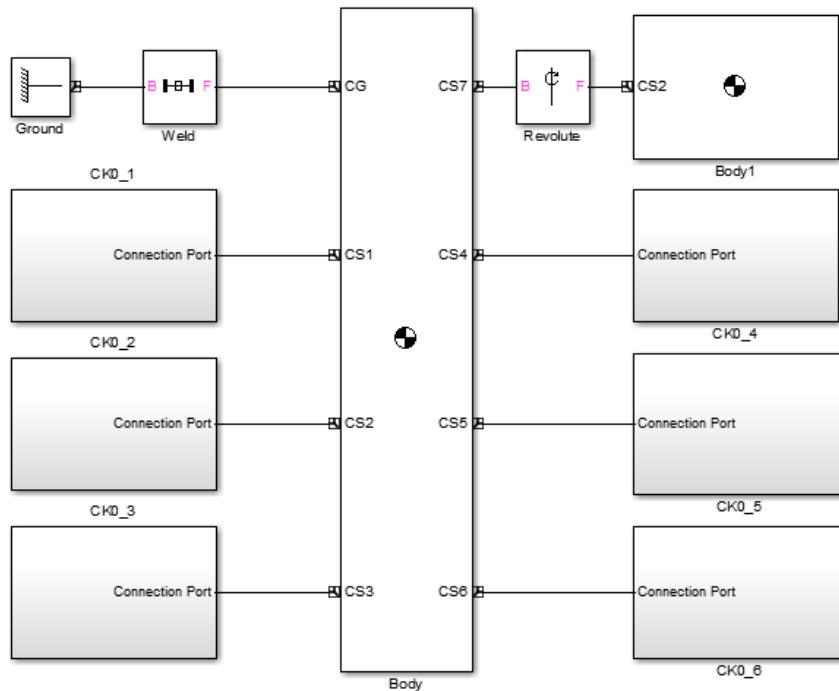 CG
CS7
B
F
B
F
CS2
Ground
Weld
Revolute
Body1
CK0_1
Connection Port
CS1
CS4
Connection Port
CK0_2
CK0_4
Connection Port
CS2
CS5
Connection Port
CK0_3
CK0_5
Connection Port
CS3
CS6
Connection Port
CK0_6
Body